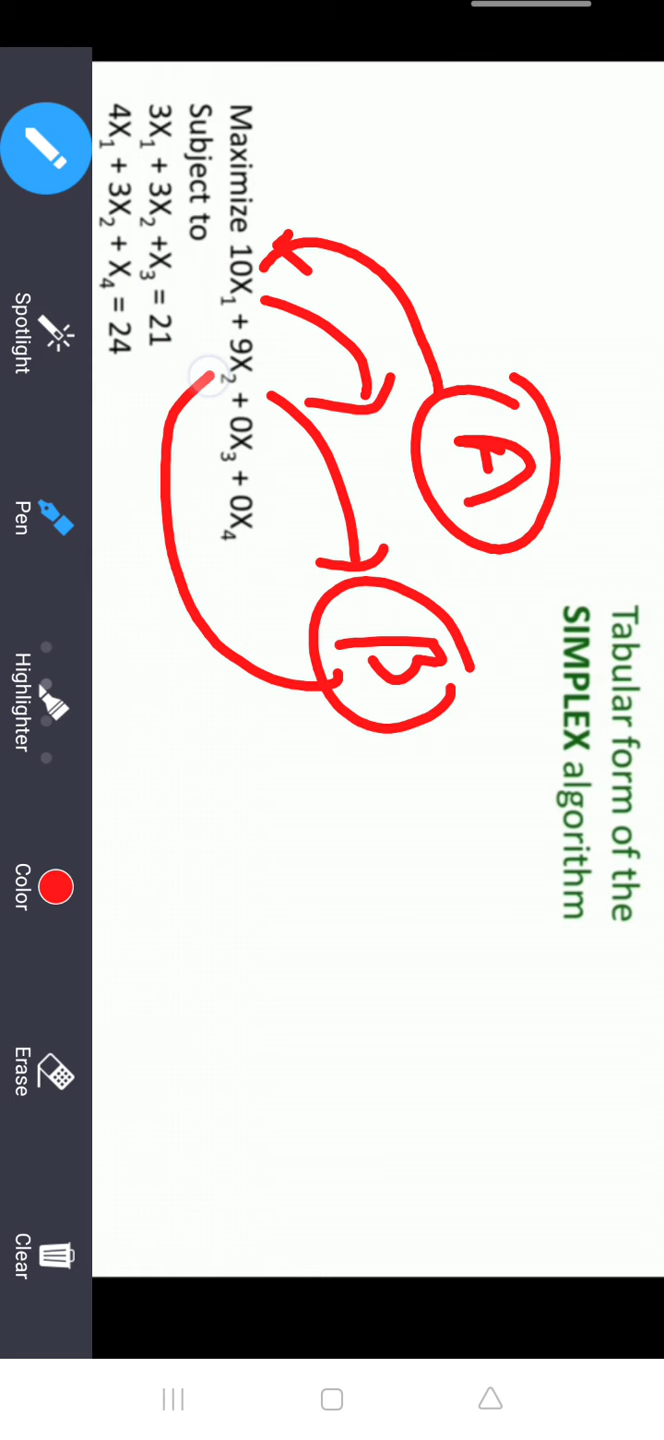 Tabular form of the
SIMPLEX algorithm
A
B
Maximize 10X₁ + 9X₂ + 0X₃ + 0X₄
Subject to
3X₁ + 3X₂ +X₃ = 21
4X₁ + 3X₂ + X₄ = 24
Spotlight
Pen
Highlighter
Color
Erase
Clear